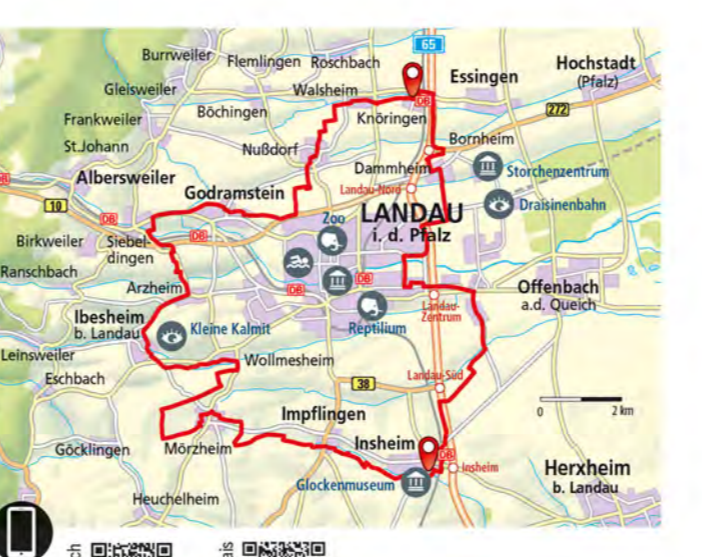 65
Burrweiler
Flemlingen
Roschbach
Hochstadt
(Pfalz)
Essingen
Gleisweiler
Walsheim
DB
272
Böchingen
Knöringen
Frankweiler
Bornheim
St.Johann
Nußdorf
Dammheim
Storchenzentrum
Albersweiler
DB
Landau-Nord
Godramstein
10
Zoo
LANDAU
i. d. Pfalz
Draisinenbahn
DB
Birkweiler
Siebel-
dingen
DB
Ranschbach
Arzheim
DB
DB
Offenbach
a.d. Queich
Landau-
Zentrum
Ibesheim
b. Landau
Kleine Kalmit
Reptilium
Leinsweiler
Wollmesheim
Eschbach
38
Landau-Süd
0
2 km
Impflingen
Göcklingen
Mörzheim
Insheim
DB
Insheim
Herxheim
b. Landau
Glockenmuseum
Heuchelheim